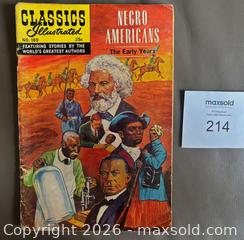 CLASSICS
Illustrated
NO. 169
25¢
FEATURING STORIES BY THE
WORLD'S GREATEST AUTHORS
NEGRO
AMERICANS
The Early Years
maxsold
214
Copyright © 2026 - maxsold.com